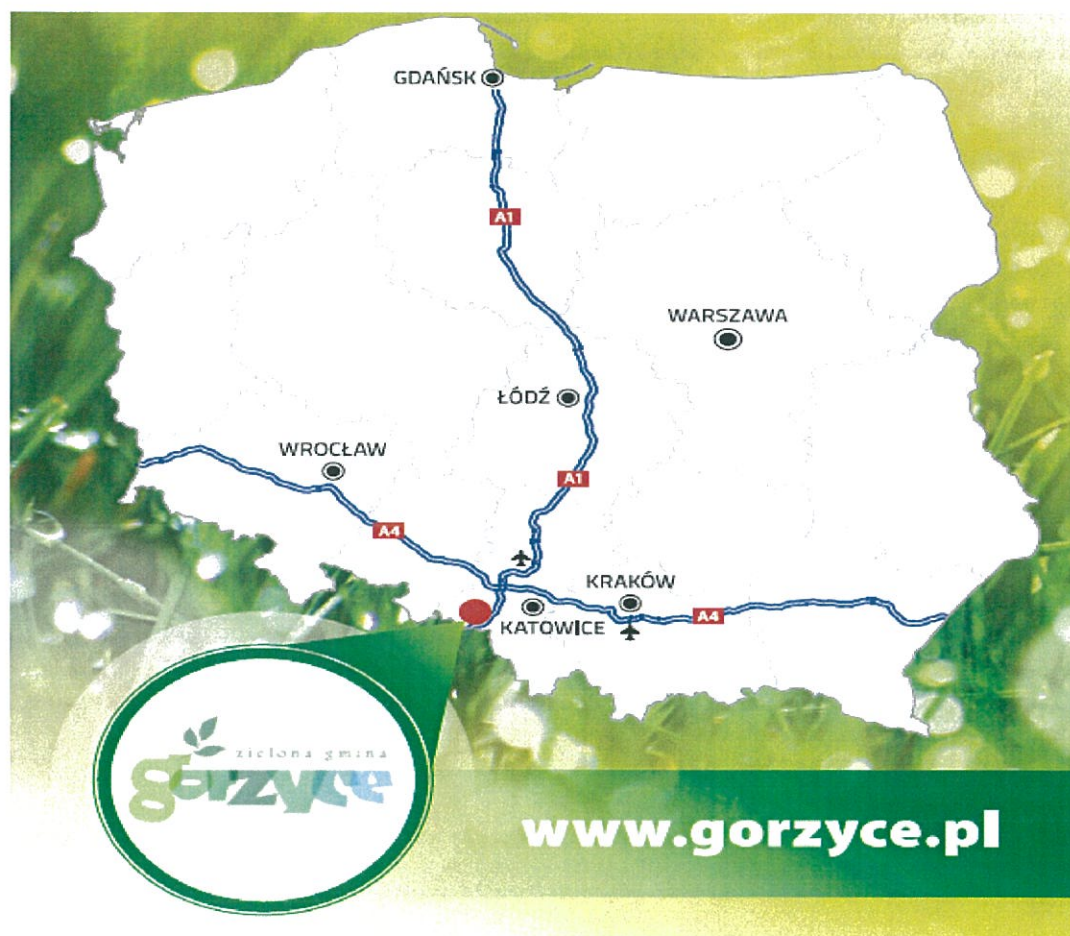 GDAŃSK
A1
WARSZAWA
ŁÓDŹ
WROCŁAW
A1
A4
KRAKÓW
KATOWICE
A4
zielona gmina
gorzyce
www.gorzyce.pl